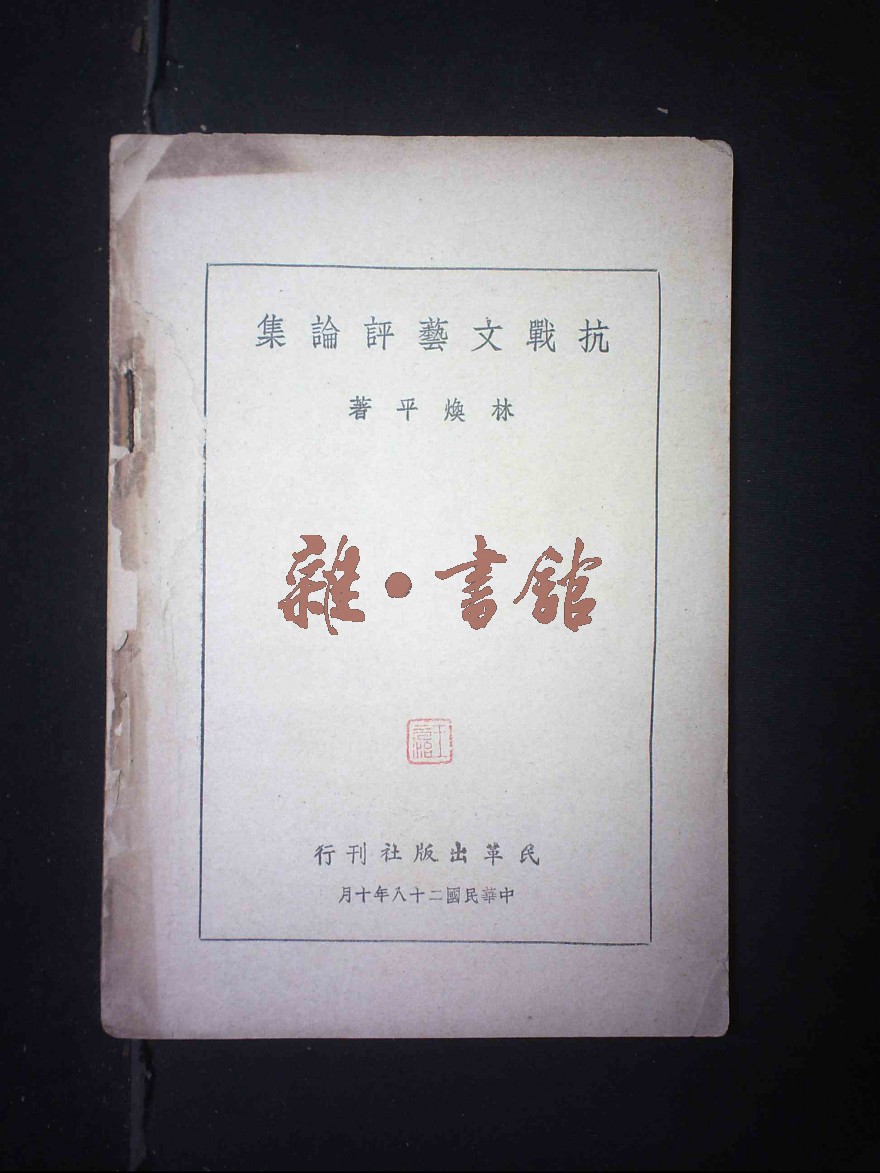 抗戰文藝評論集
林煥平著
雜·書館
民革出版社刊行
中華民國二十八年十月